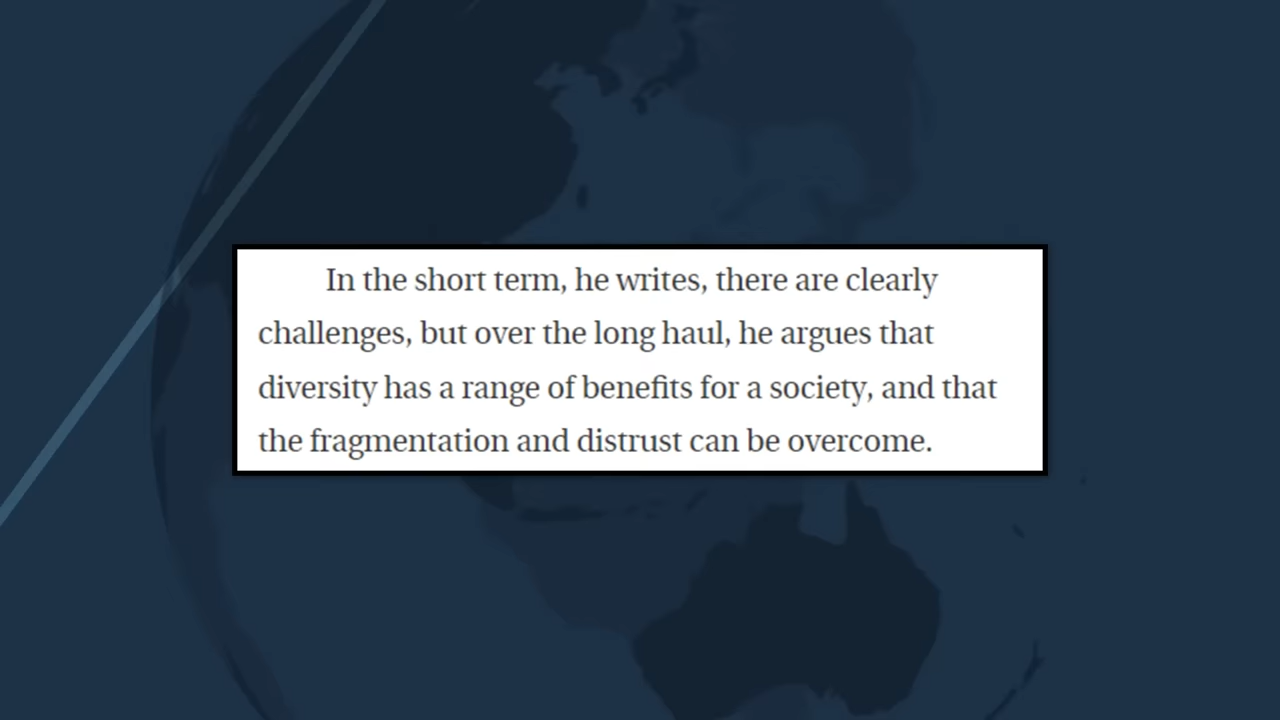 In the short term, he writes, there are clearly
challenges, but over the long haul, he argues that
diversity has a range of benefits for a society, and that
the fragmentation and distrust can be overcome.